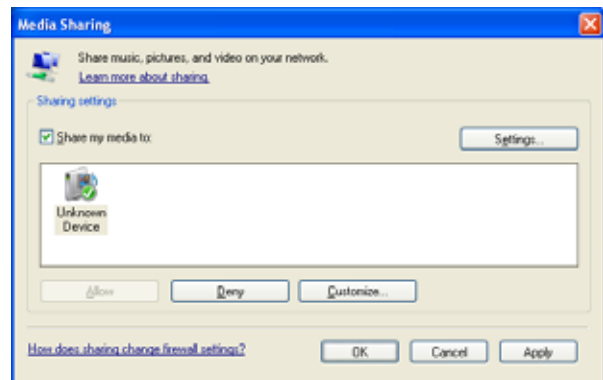 Media Sharing
Share music, pictures, and video on your network.
Learn more about sharing.
Sharing settings
Share my media to:
Settings...
Unknown
Device
Allow
Deny
Customize...
How does sharing change firewall settings?
OK
Cancel
Apply